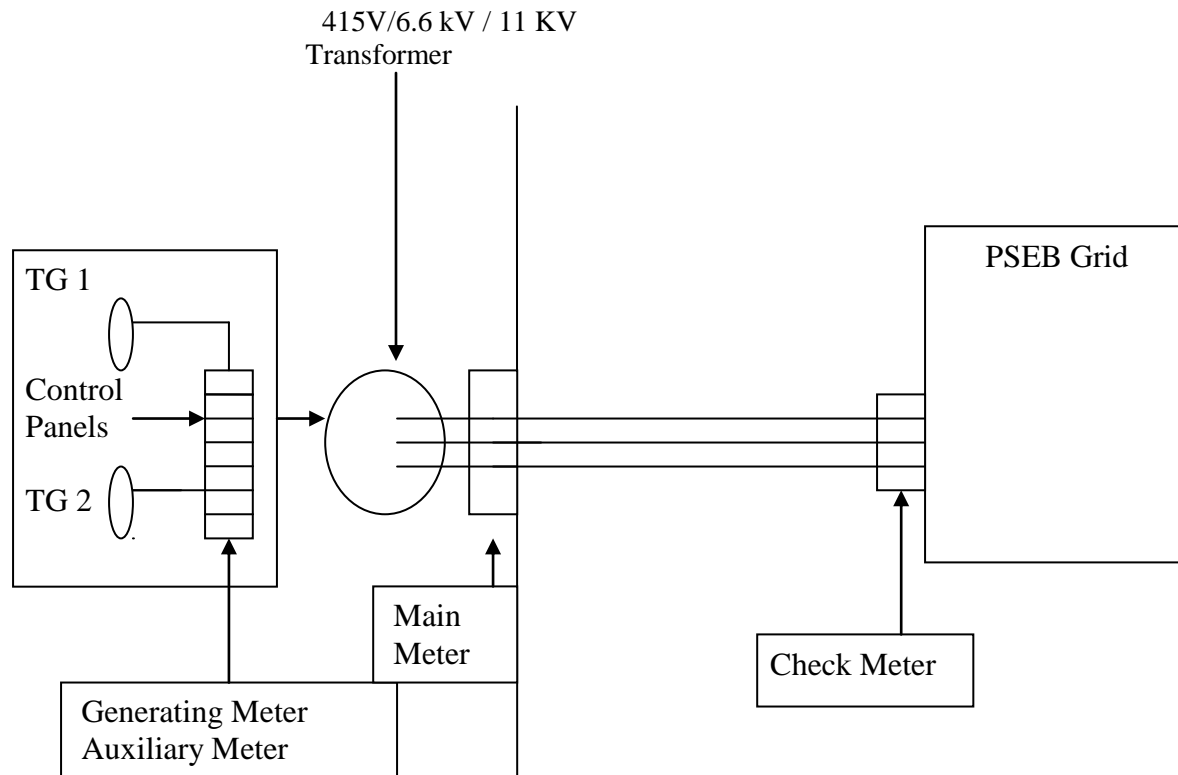 415V/6.6 kV / 11 KV
Transformer
PSEB Grid
TG 1
Control
Panels
TG 2
Main
Meter
Check Meter
Generating Meter
Auxiliary Meter